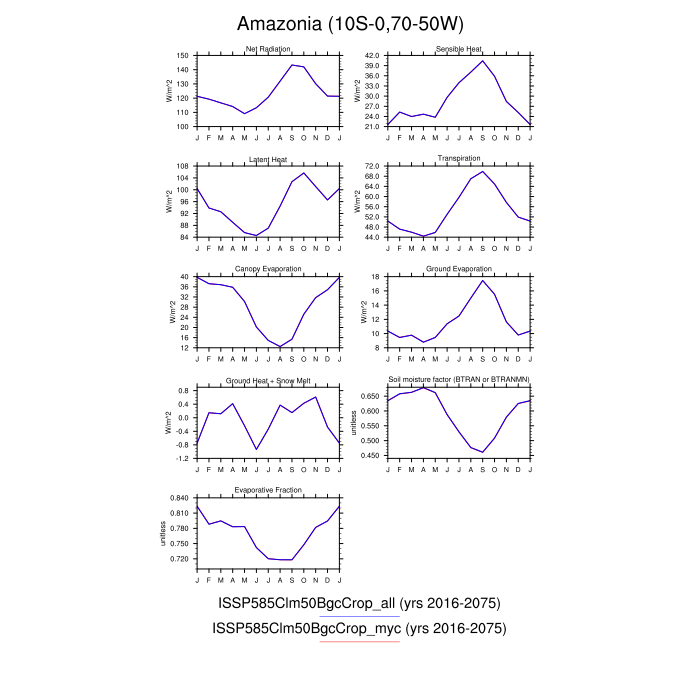 Amazonia (10S-0,70-50W)
Net Radiation
W/m^2
150
140
130
120
110
100
J F M A M J J A S O N D J
Sensible Heat
W/m^2
42.0
39.0
36.0
33.0
30.0
27.0
24.0
21.0
J F M A M J J A S O N D J
Latent Heat
W/m^2
108
104
100
96
92
88
84
J F M A M J J A S O N D J
Transpiration
W/m^2
72.0
68.0
64.0
60.0
56.0
52.0
48.0
44.0
J F M A M J J A S O N D J
Canopy Evaporation
W/m^2
40
36
32
28
24
20
16
12
J F M A M J J A S O N D J
Ground Evaporation
W/m^2
18
16
14
12
10
8
J F M A M J J A S O N D J
Ground Heat + Snow Melt
W/m^2
0.8
0.4
0.0
-0.4
-0.8
-1.2
J F M A M J J A S O N D J
Soil moisture factor (BTRAN or BTRANMN)
unitless
0.650
0.600
0.550
0.500
0.450
J F M A M J J A S O N D J
Evaporative Fraction
unitless
0.840
0.810
0.780
0.750
0.720
J F M A M J J A S O N D J
ISSP585Clm50BgcCrop_all (yrs 2016-2075)
ISSP585Clm50BgcCrop_myc (yrs 2016-2075)